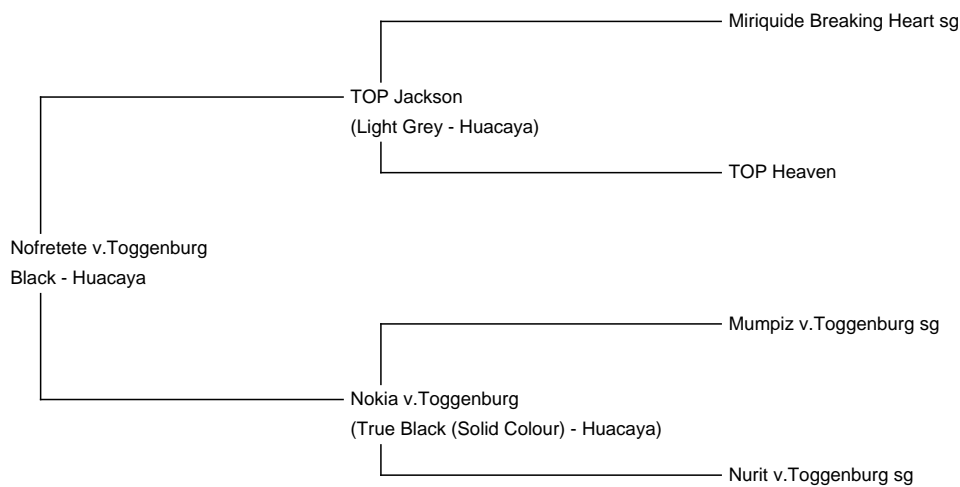 Miriquide Breaking Heart sg
TOP Jackson
(Light Grey - Huacaya)
TOP Heaven
Nofretete v.Toggenburg
Black - Huacaya
Mumpiz v.Toggenburg sg
Nokia v.Toggenburg
(True Black (Solid Colour) - Huacaya)
Nurit v.Toggenburg sg